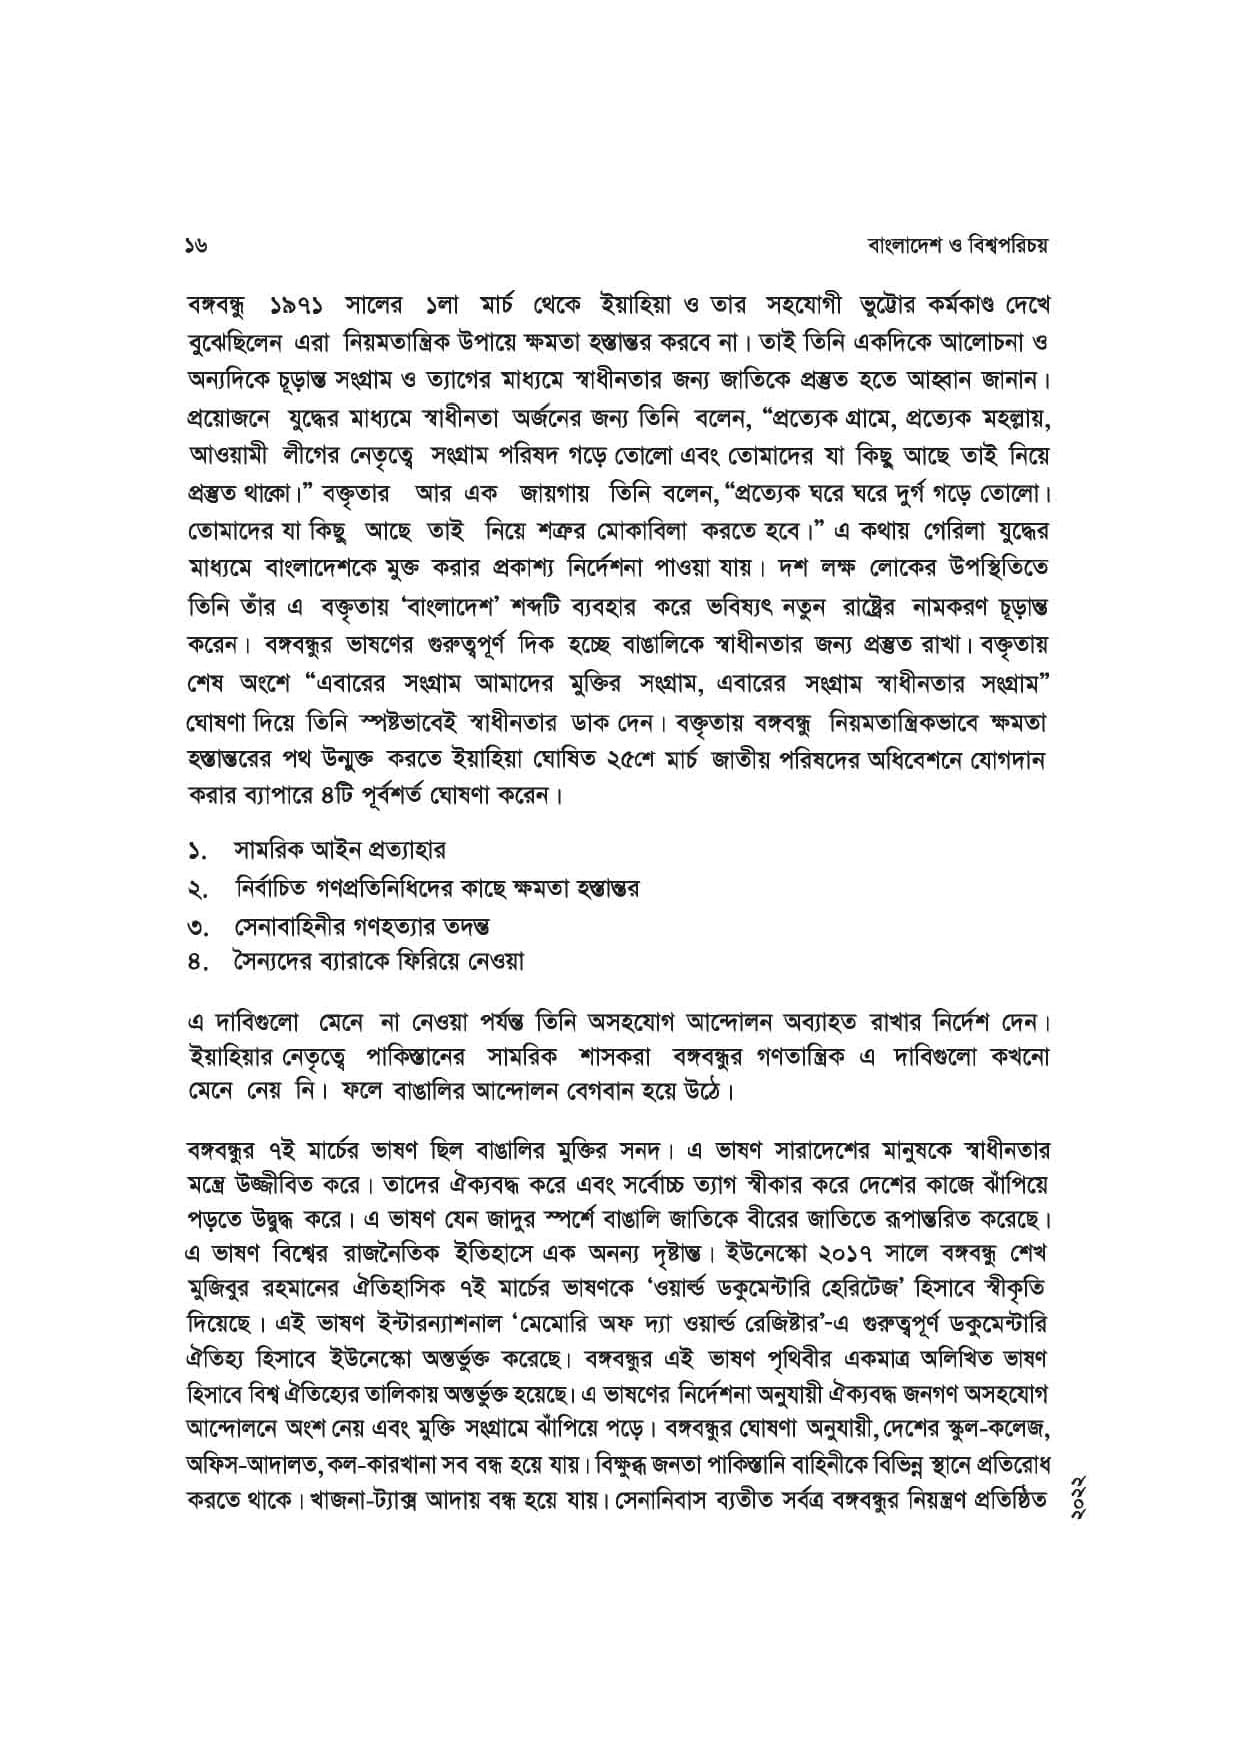 ১৬ বাংলাদেশ ও বিশ্বপরিচয়
বঙ্গবন্ধু ১৯৭১ সালের ১লা মার্চ থেকে ইয়াহিয়া ও তার সহযোগী ভুট্টোর কর্মকাণ্ড দেখে
বুঝেছিলেন এরা নিয়মতান্ত্রিক উপায়ে ক্ষমতা হস্তান্তর করবে না। তাই তিনি একদিকে আলোচনা ও
অন্যদিকে চূড়ান্ত সংগ্রাম ও ত্যাগের মাধ্যমে স্বাধীনতার জন্য জাতিকে প্রস্তুত হতে আহ্বান জানান।
প্রয়োজনে যুদ্ধের মাধ্যমে স্বাধীনতা অর্জনের জন্য তিনি বলেন, “প্রত্যেক গ্রামে, প্রত্যেক মহল্লায়,
আওয়ামী লীগের নেতৃত্বে সংগ্রাম পরিষদ গড়ে তোলো এবং তোমাদের যা কিছু আছে তাই নিয়ে
প্রস্তুত থাকো।” বক্তৃতার আর এক জায়গায় তিনি বলেন, “প্রত্যেক ঘরে ঘরে দুর্গ গড়ে তোলো।
তোমাদের যা কিছু আছে তাই নিয়ে শত্রুর মোকাবিলা করতে হবে।” এ কথায় গেরিলা যুদ্ধের
মাধ্যমে বাংলাদেশকে মুক্ত করার প্রকাশ্য নির্দেশনা পাওয়া যায়। দশ লক্ষ লোকের উপস্থিতিতে
তিনি তাঁর এ বক্তৃতায় ‘বাংলাদেশ’ শব্দটি ব্যবহার করে ভবিষ্যৎ নতুন রাষ্ট্রের নামকরণ চূড়ান্ত
করেন। বঙ্গবন্ধুর ভাষণের গুরুত্বপূর্ণ দিক হচ্ছে বাঙালিকে স্বাধীনতার জন্য প্রস্তুত রাখা। বক্তৃতায়
শেষ অংশে “এবারের সংগ্রাম আমাদের মুক্তির সংগ্রাম, এবারের সংগ্রাম স্বাধীনতার সংগ্রাম”
ঘোষণা দিয়ে তিনি স্পষ্টভাবেই স্বাধীনতার ডাক দেন। বক্তৃতায় বঙ্গবন্ধু নিয়মতান্ত্রিকভাবে ক্ষমতা
হস্তান্তরের পথ উন্মুক্ত করতে ইয়াহিয়া ঘোষিত ২৫শে মার্চ জাতীয় পরিষদের অধিবেশনে যোগদান
করার ব্যাপারে ৪টি পূর্বশর্ত ঘোষণা করেন।
১. সামরিক আইন প্রত্যাহার
২. নির্বাচিত গণপ্রতিনিধিদের কাছে ক্ষমতা হস্তান্তর
৩. সেনাবাহিনীর গণহত্যার তদন্ত
৪. সৈন্যদের ব্যারাকে ফিরিয়ে নেওয়া
এ দাবিগুলো মেনে না নেওয়া পর্যন্ত তিনি অসহযোগ আন্দোলন অব্যাহত রাখার নির্দেশ দেন।
ইয়াহিয়ার নেতৃত্বে পাকিস্তানের সামরিক শাসকরা বঙ্গবন্ধুর গণতান্ত্রিক এ দাবিগুলো কখনো
মেনে নেয় নি। ফলে বাঙালির আন্দোলন বেগবান হয়ে উঠে।
বঙ্গবন্ধুর ৭ই মার্চের ভাষণ ছিল বাঙালির মুক্তির সনদ। এ ভাষণ সারাদেশের মানুষকে স্বাধীনতার
মন্ত্রে উজ্জীবিত করে। তাদের ঐক্যবদ্ধ করে এবং সর্বোচ্চ ত্যাগ স্বীকার করে দেশের কাজে ঝাঁপিয়ে
পড়তে উদ্বুদ্ধ করে। এ ভাষণ যেন জাদুর স্পর্শে বাঙালি জাতিকে বীরের জাতিতে রূপান্তরিত করেছে।
এ ভাষণ বিশ্বের রাজনৈতিক ইতিহাসে এক অনন্য দৃষ্টান্ত। ইউনেস্কো ২০১৭ সালে বঙ্গবন্ধু শেখ
মুজিবুর রহমানের ঐতিহাসিক ৭ই মার্চের ভাষণকে ‘ওয়ার্ল্ড ডকুমেন্টারি হেরিটেজ’ হিসাবে স্বীকৃতি
দিয়েছে। এই ভাষণ ইন্টারন্যাশনাল ‘মেমোরি অফ দ্যা ওয়ার্ল্ড রেজিষ্টার’-এ গুরুত্বপূর্ণ ডকুমেন্টারি
ঐতিহ্য হিসাবে ইউনেস্কো অন্তর্ভুক্ত করেছে। বঙ্গবন্ধুর এই ভাষণ পৃথিবীর একমাত্র অলিখিত ভাষণ
হিসাবে বিশ্ব ঐতিহ্যের তালিকায় অন্তর্ভুক্ত হয়েছে। এ ভাষণের নির্দেশনা অনুযায়ী ঐক্যবদ্ধ জনগণ অসহযোগ
আন্দোলনে অংশ নেয় এবং মুক্তি সংগ্রামে ঝাঁপিয়ে পড়ে। বঙ্গবন্ধুর ঘোষণা অনুযায়ী, দেশের স্কুল-কলেজ,
অফিস-আদালত, কল-কারখানা সব বন্ধ হয়ে যায়। বিক্ষুব্ধ জনতা পাকিস্তানি বাহিনীকে বিভিন্ন স্থানে প্রতিরোধ
করতে থাকে। খাজনা-ট্যাক্স আদায় বন্ধ হয়ে যায়। সেনানিবাস ব্যতীত সর্বত্র বঙ্গবন্ধুর নিয়ন্ত্রণ প্রতিষ্ঠিত
২০২২